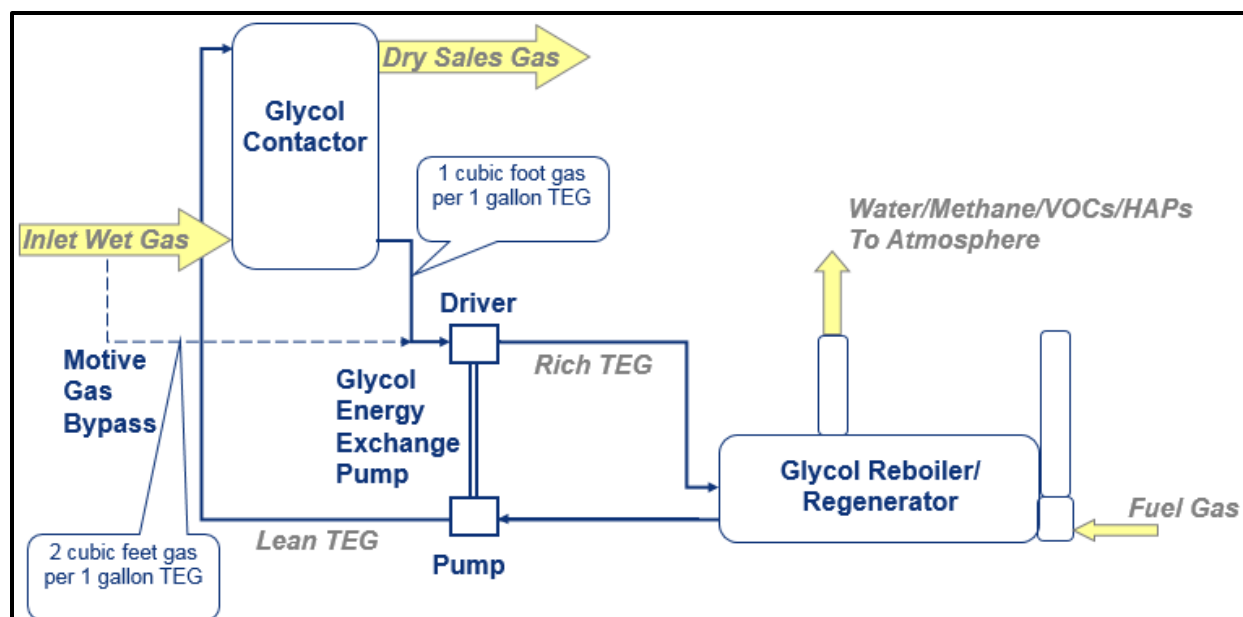 Dry Sales Gas
Glycol
Contactor
1 cubic foot gas
per 1 gallon TEG
Water/Methane/VOCs/HAPs
To Atmosphere
Inlet Wet Gas
Driver
Motive
Gas
Bypass
Glycol
Energy
Exchange
Pump
Rich TEG
Glycol Reboiler/
Regenerator
Fuel Gas
Lean TEG
Pump
2 cubic feet gas
per 1 gallon TEG